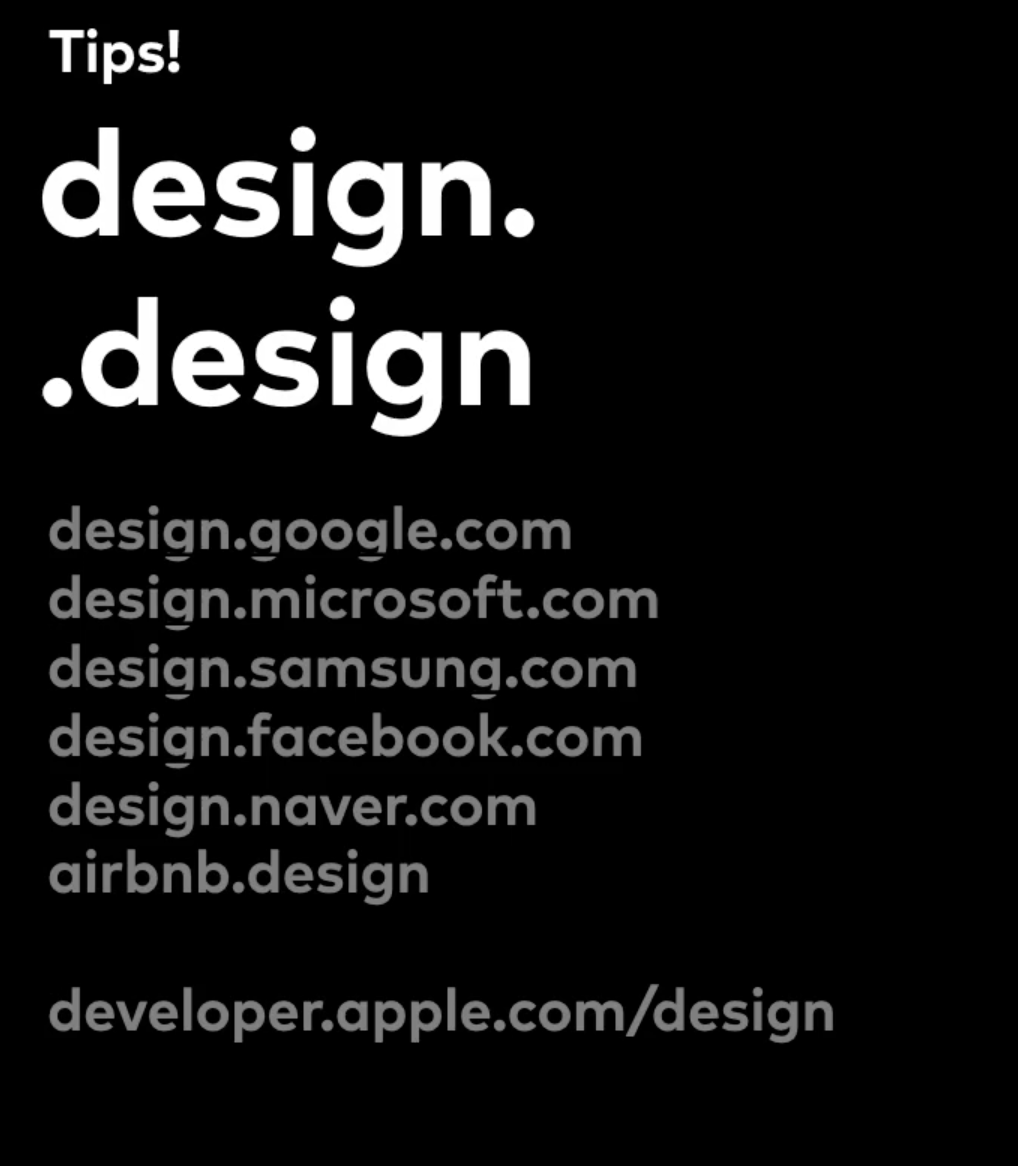 Tips!
design.
.design
design.google.com
design.microsoft.com
design.samsung.com
design.facebook.com
design.naver.com
airbnb.design
developer.apple.com/design